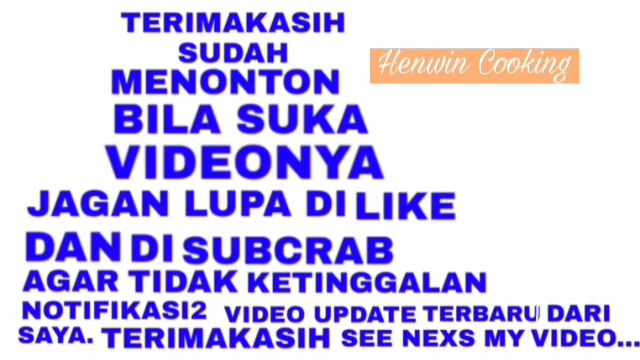 TERIMAKASIH
SUDAH
Henwin Cooking
MENONTON
BILA SUKA
VIDEONYA
JAGAN LUPA DI LIKE
DAN DI SUBCRAB
AGAR TIDAK KETINGGALAN
NOTIFIKASI2 VIDEO UPDATE TERBARU DARI
SAYA. TERIMAKASIH SEE NEXS MY VIDEO...